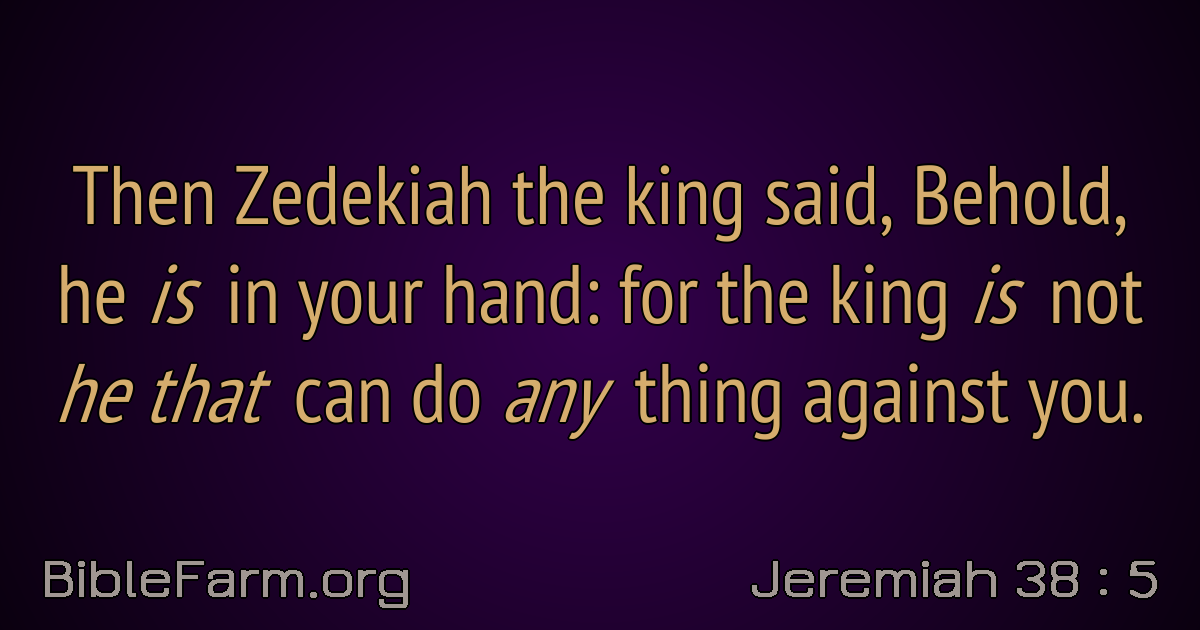 Then Zedekiah the king said, Behold,
he is in your hand: for the king is not
he that can do any thing against you.
BibleFarm.org
Jeremiah 38 : 5